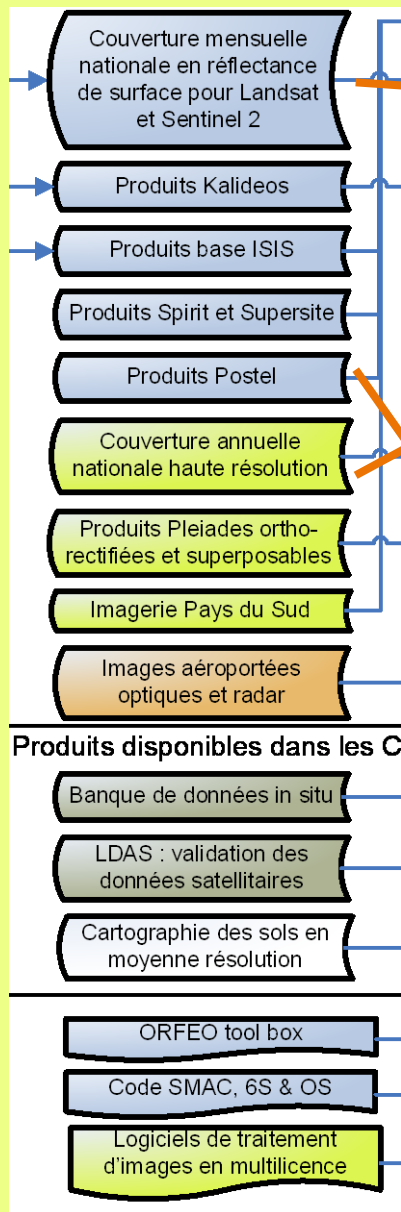 Couverture mensuelle
nationale en réflectance
de surface pour Landsat
et Sentinel 2
Produits Kalideos
Produits base ISIS
Produits Spirit et Supersite
Produits Postel
Couverture annuelle
nationale haute résolution
Produits Pleiades ortho-
rectifiées et superposables
Imagerie Pays du Sud
Images aéroportées
optiques et radar
Produits disponibles dans les C
Banque de données in situ
LDAS : validation des
données satellitaires
Cartographie des sols en
moyenne résolution
ORFEO tool box
Code SMAC, 6S & OS
Logiciels de traitement
d'images en multilicence